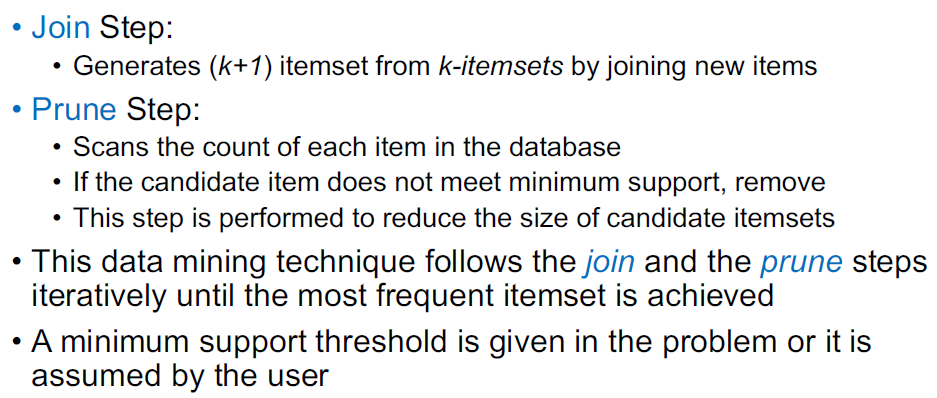 • Join Step:
• Generates (k+1) itemset from k-itemsets by joining new items
• Prune Step:
• Scans the count of each item in the database
• If the candidate item does not meet minimum support, remove
• This step is performed to reduce the size of candidate itemsets
• This data mining technique follows the join and the prune steps
iteratively until the most frequent itemset is achieved
• A minimum support threshold is given in the problem or it is
assumed by the user